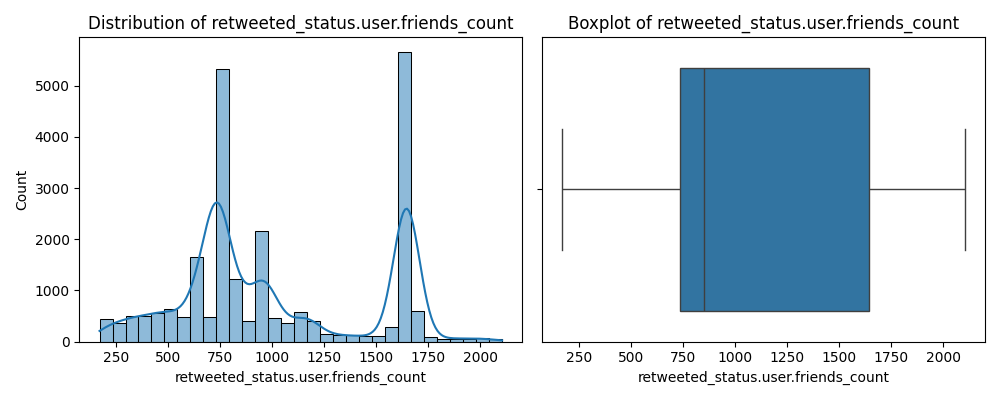 Distribution of retweeted_status.user.friends_count
5000
4000
3000
2000
1000
0
Count
250 500 750 1000 1250 1500 1750 2000
retweeted_status.user.friends_count
Boxplot of retweeted_status.user.friends_count
250 500 750 1000 1250 1500 1750 2000
retweeted_status.user.friends_count